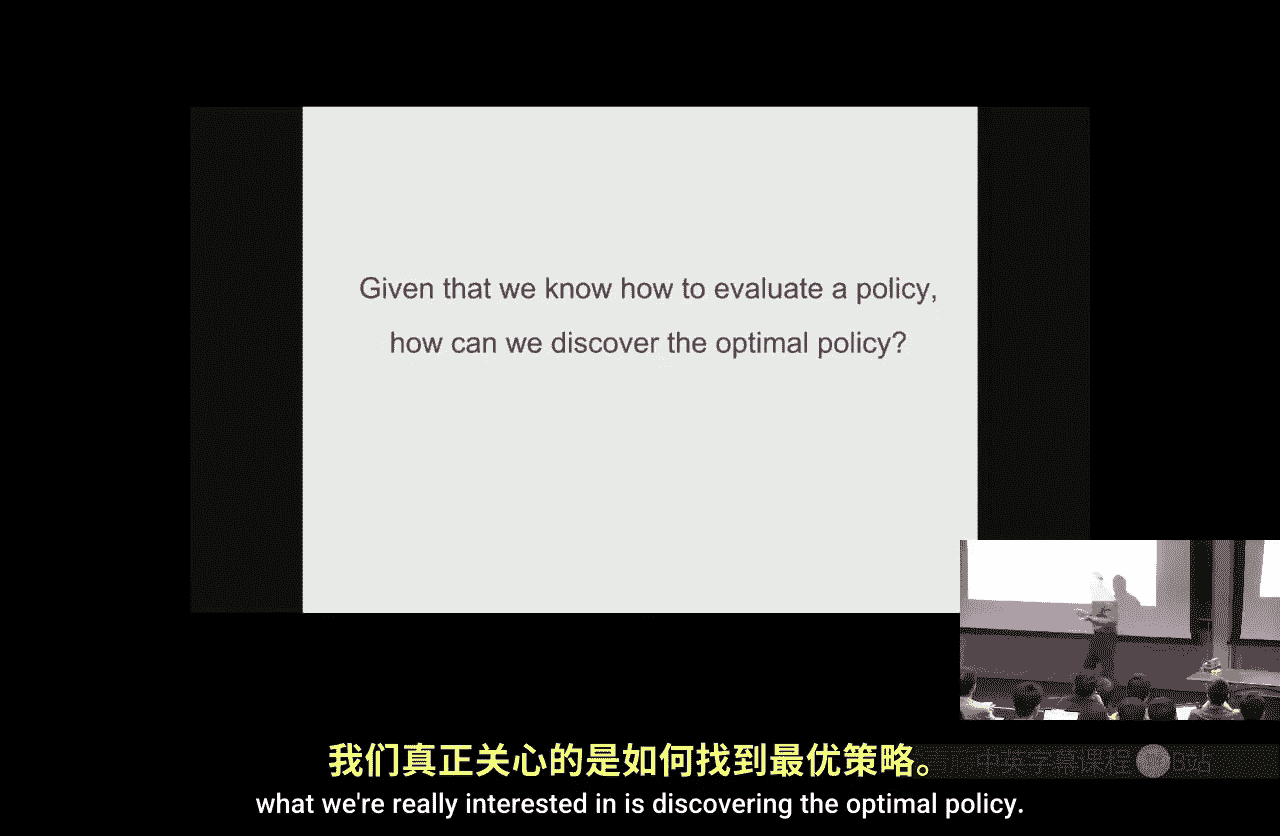 Given that we know how to evaluate a policy,
how can we discover the optimal policy?
我们真正关心的是如何找到最优策略。
中英字幕课程
B站
what we're really interested in is discovering the optimal policy.